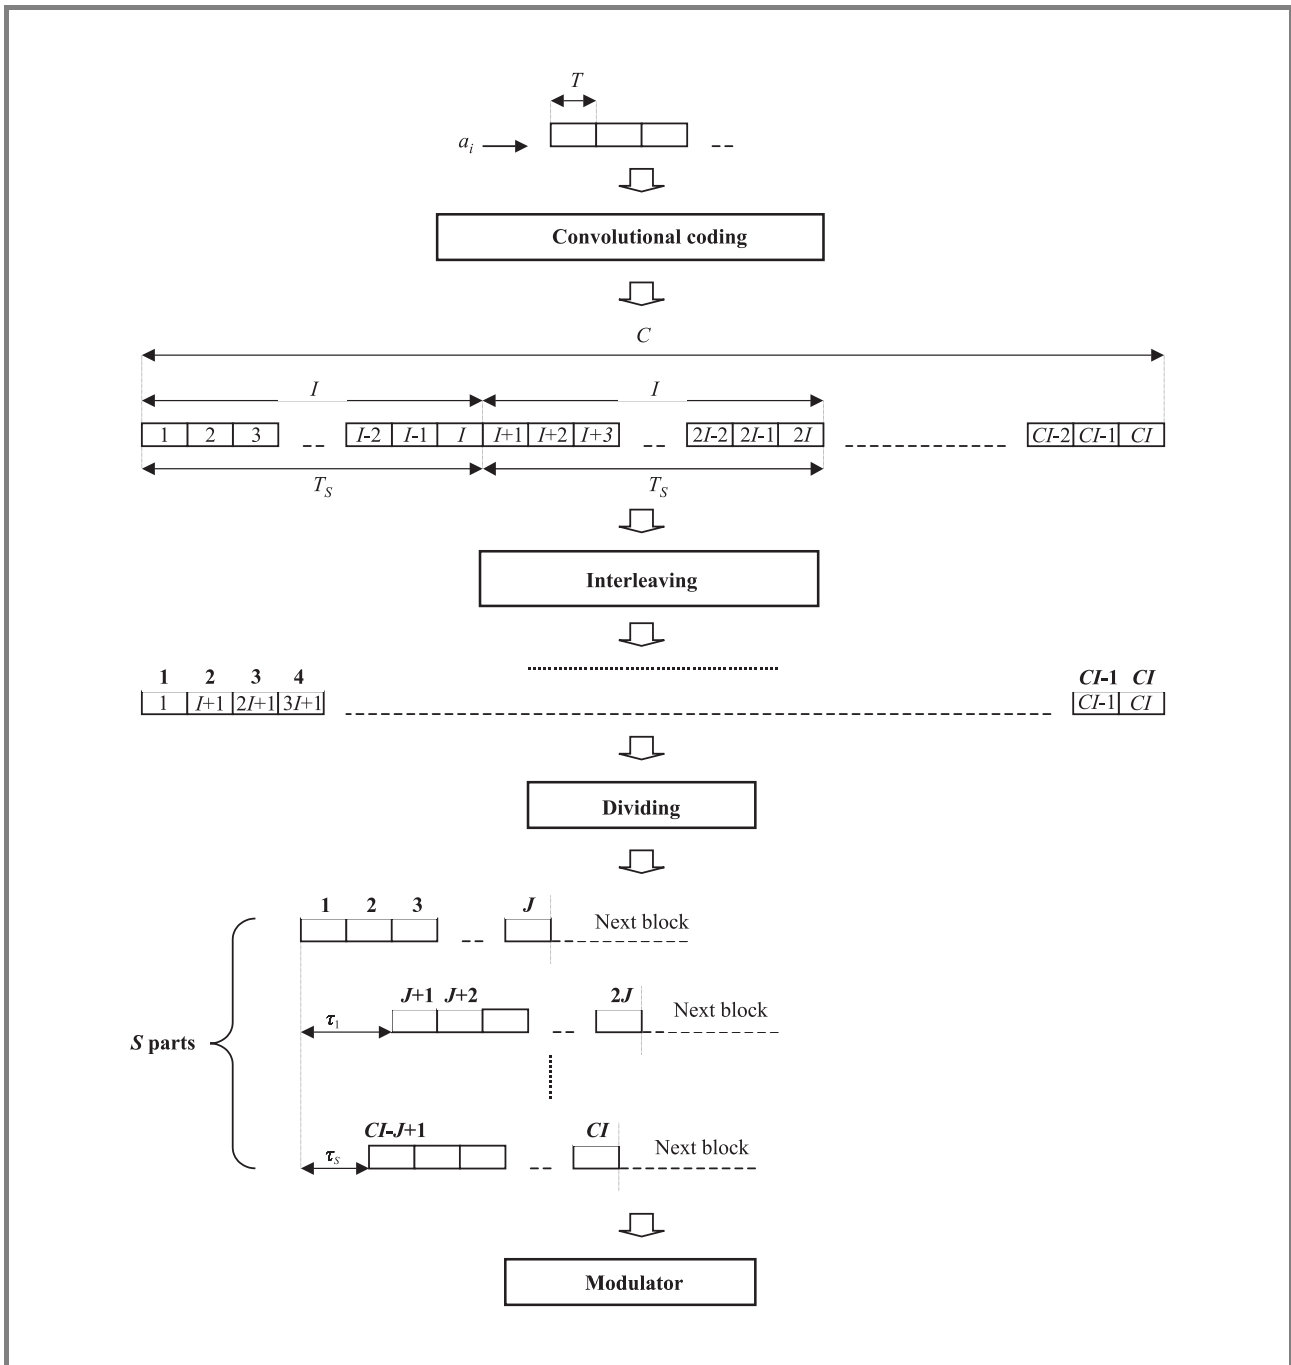 T
a_i
Convolutional coding
C
I I
1 2 3 I-2 I-1 I I+1 I+2 I+3 2I-2 2I-1 2I CI-2 CI-1 CI
T_S T_S
Interleaving
1 2 3 4 CI-1 CI
1 I+1 2I+1 3I+1 CI-1 CI
Dividing
1 2 3 J
Next block
J+1 J+2 2J
Next block
τ_1
S parts
CI-J+1 CI
Next block
τ_S
Modulator